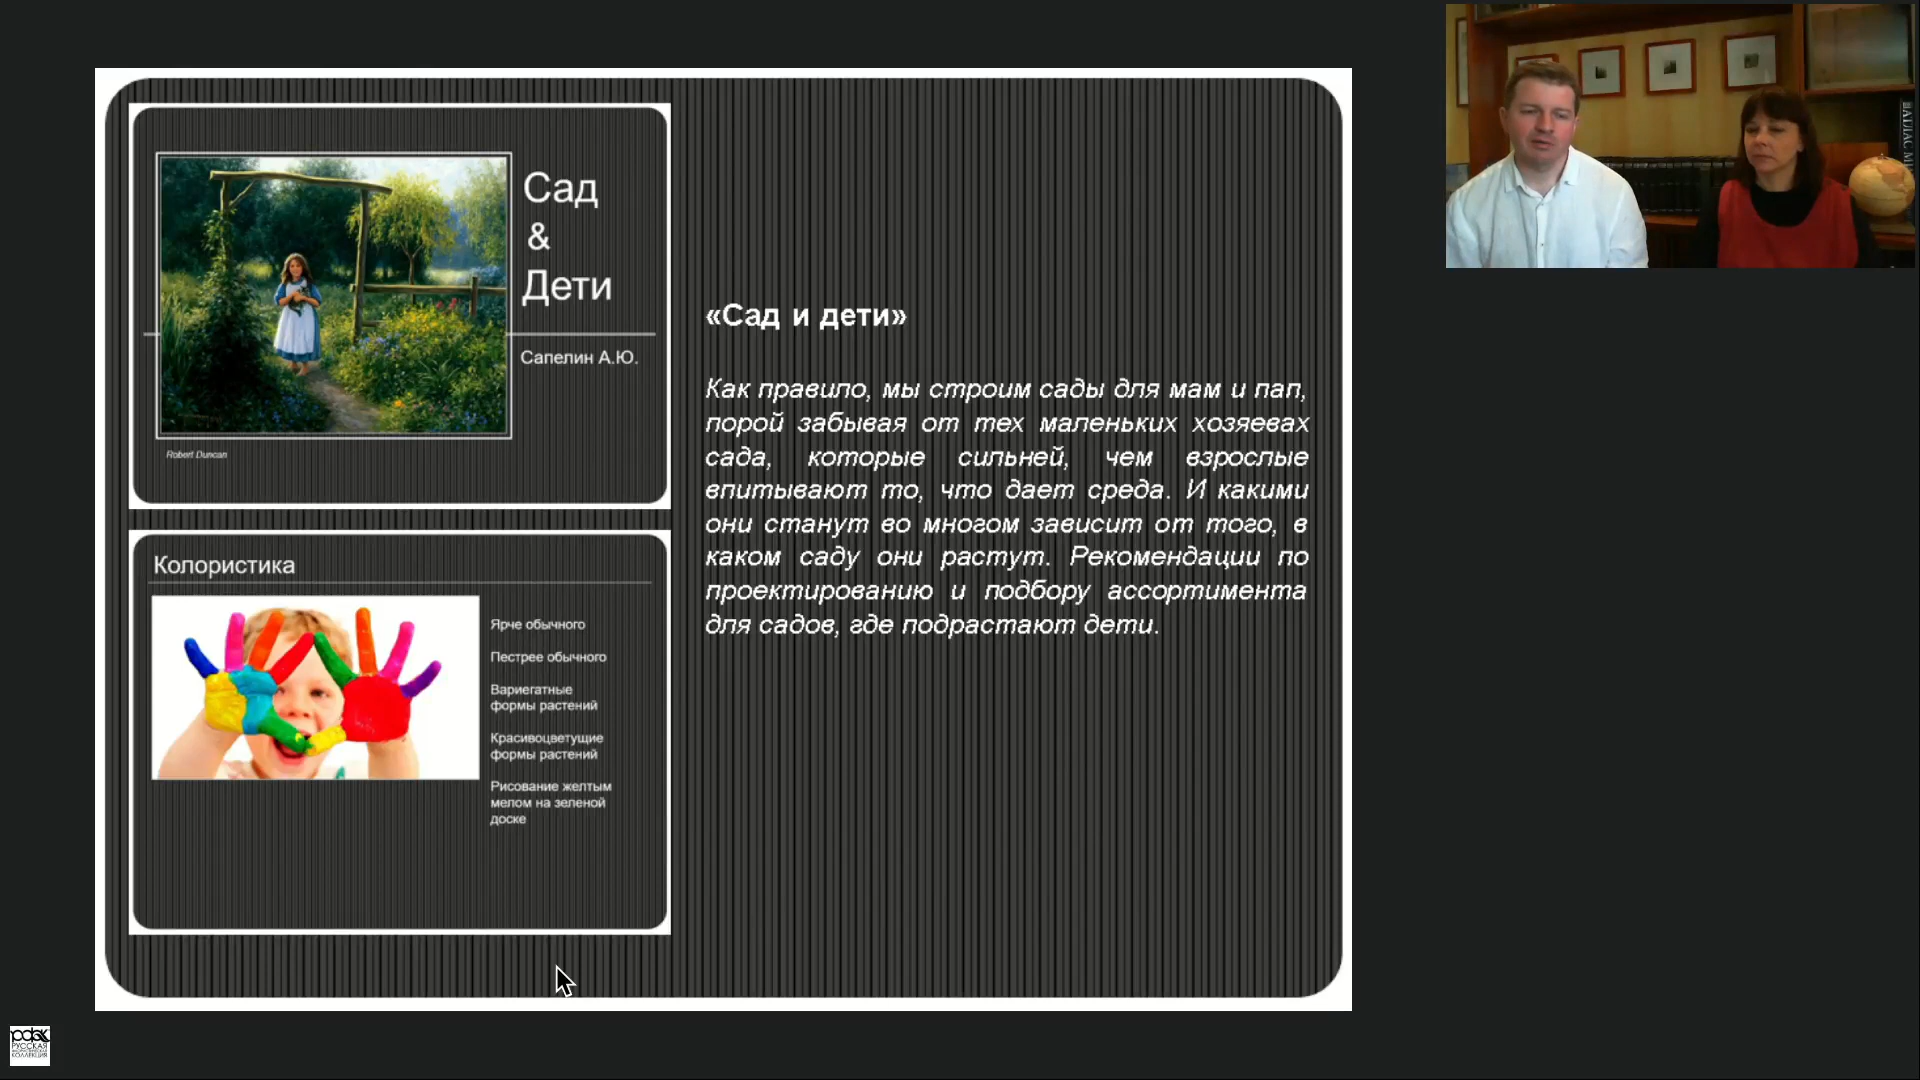 Сад
&
Дети
Сапелин А.Ю.
Robert Duncan
Колористика
Ярче обычного
Пестрее обычного
Вариегатные
формы растений
Красивоцветущие
формы растений
Рисование желтым
мелом на зеленой
доске
«Сад и дети»
Как правило, мы строим сады для мам и пап,
порой забывая от тех маленьких хозяевах
сада, которые сильней, чем взрослые
впитывают то, что дает среда. И какими
они станут во многом зависит от того, в
каком саду они растут. Рекомендации по
проектированию и подбору ассортимента
для садов, где подрастают дети.
РУССКАЯ
КОЛЛЕКЦИЯ